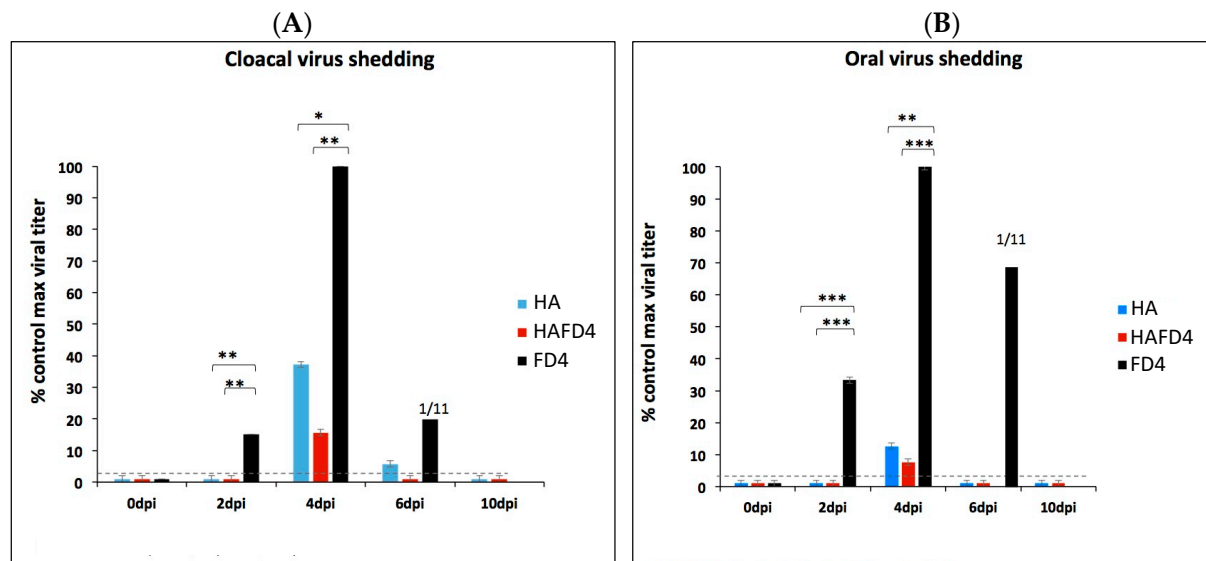 (A)
Cloacal virus shedding
% control max viral titer
100
90
80
70
60
50
40
30
20
10
0
*
**
**
**
1/11
0dpi 2dpi 4dpi 6dpi 10dpi
HA
HAFD4
FD4
(B)
Oral virus shedding
% control max viral titer
100
90
80
70
60
50
40
30
20
10
0
**
***
***
***
1/11
0dpi 2dpi 4dpi 6dpi 10dpi
HA
HAFD4
FD4